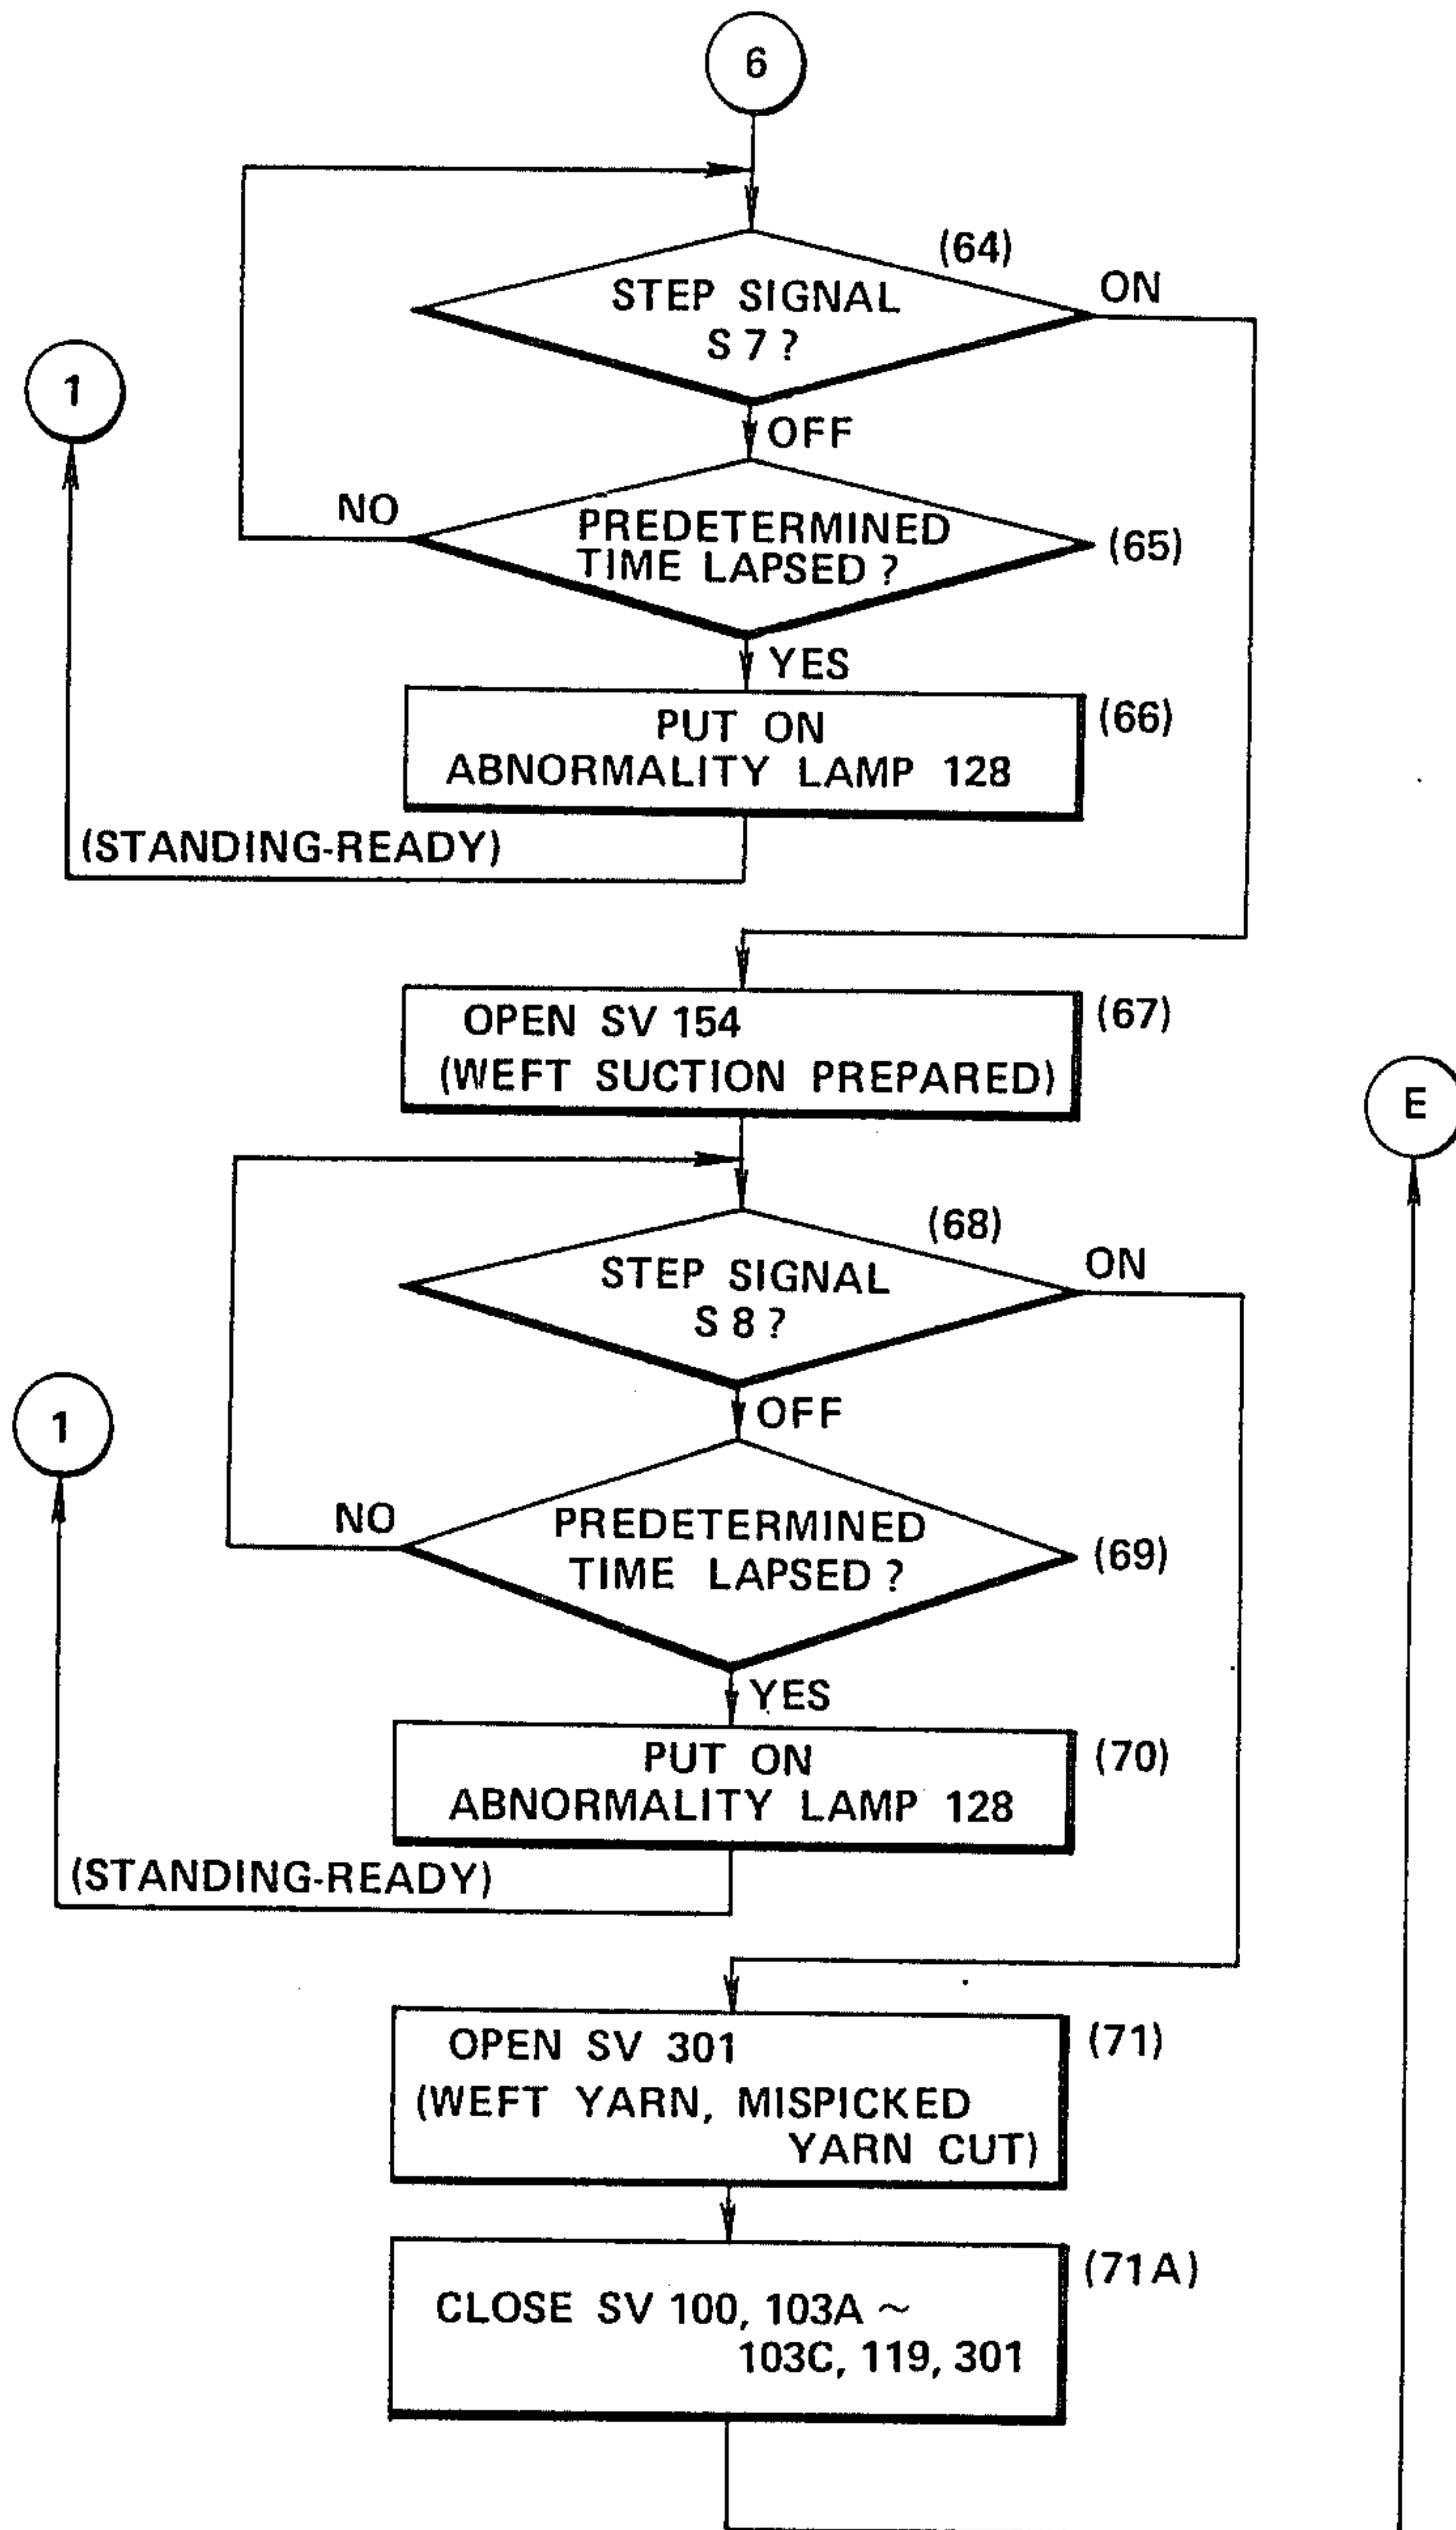 6
(64)
STEP SIGNAL
S 7 ?
ON
1
OFF
NO
PREDETERMINED
TIME LAPSED ?
(65)
YES
PUT ON
ABNORMALITY LAMP 128
(66)
(STANDING-READY)
OPEN SV 154
(WEFT SUCTION PREPARED)
(67)
E
(68)
STEP SIGNAL
S 8 ?
ON
1
OFF
NO
PREDETERMINED
TIME LAPSED ?
(69)
YES
PUT ON
ABNORMALITY LAMP 128
(70)
(STANDING-READY)
OPEN SV 301
(WEFT YARN, MISPICKED
YARN CUT)
(71)
CLOSE SV 100, 103A ~
103C, 119, 301
(71A)